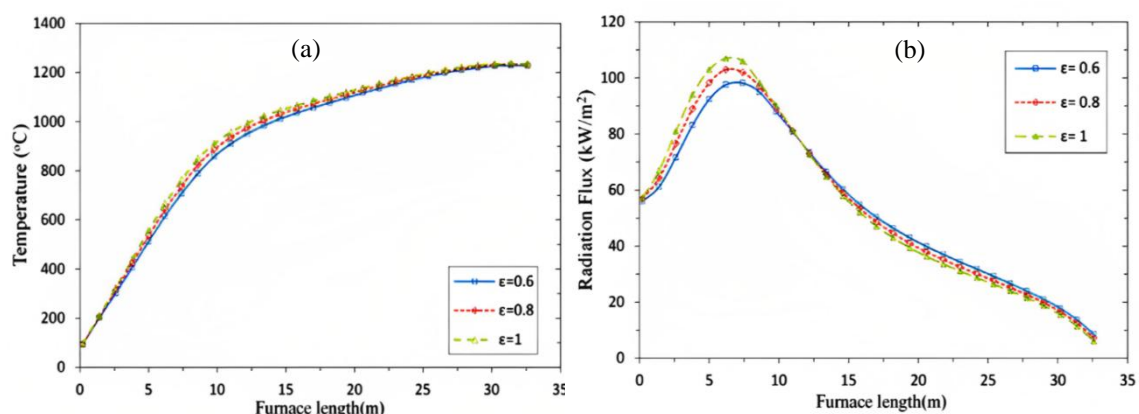 (a)
Temperature (°C)
1400
1200
1000
800
600
400
200
0
0 5 10 15 20 25 30 35
Furnace length(m)
ε=0.6
ε=0.8
ε=1
(b)
Radiation Flux (kW/m²)
120
100
80
60
40
20
0
0 5 10 15 20 25 30 35
Furnace length(m)
ε= 0.6
ε= 0.8
ε= 1